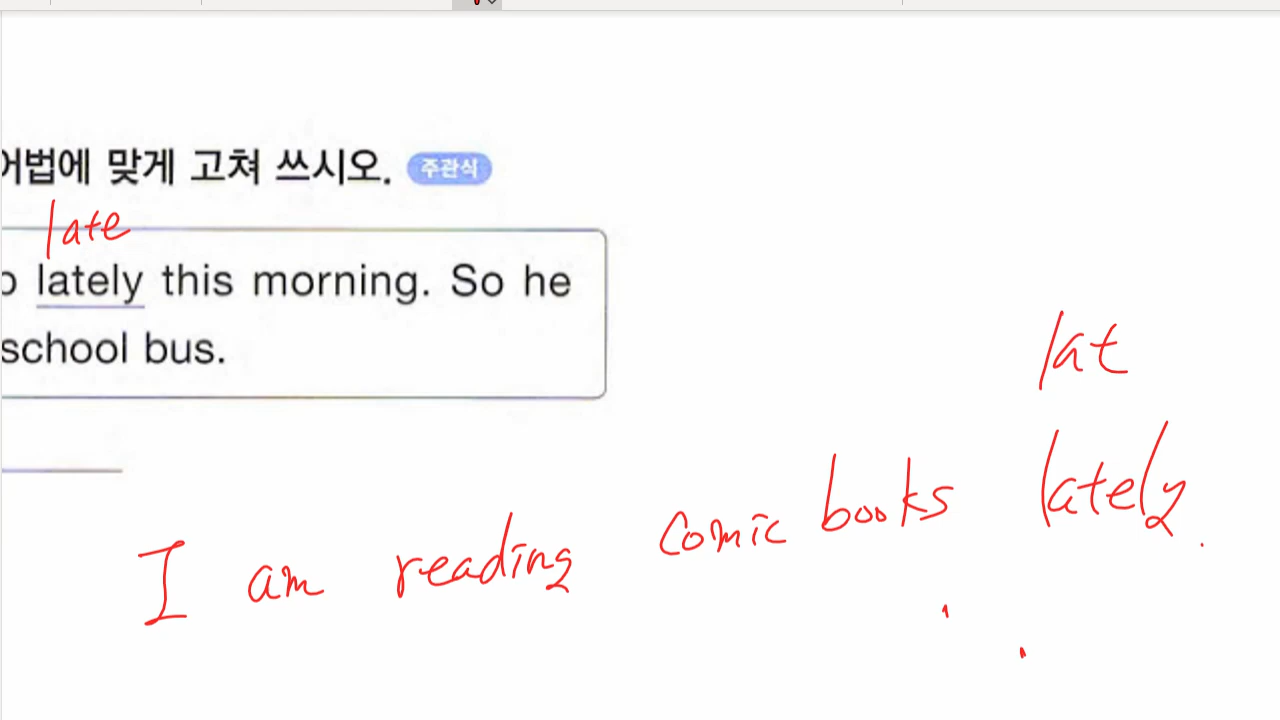 어법에 맞게 고쳐 쓰시오. 주관식
late
lately this morning. So he
school bus.
lat
I am reading comic books lately.